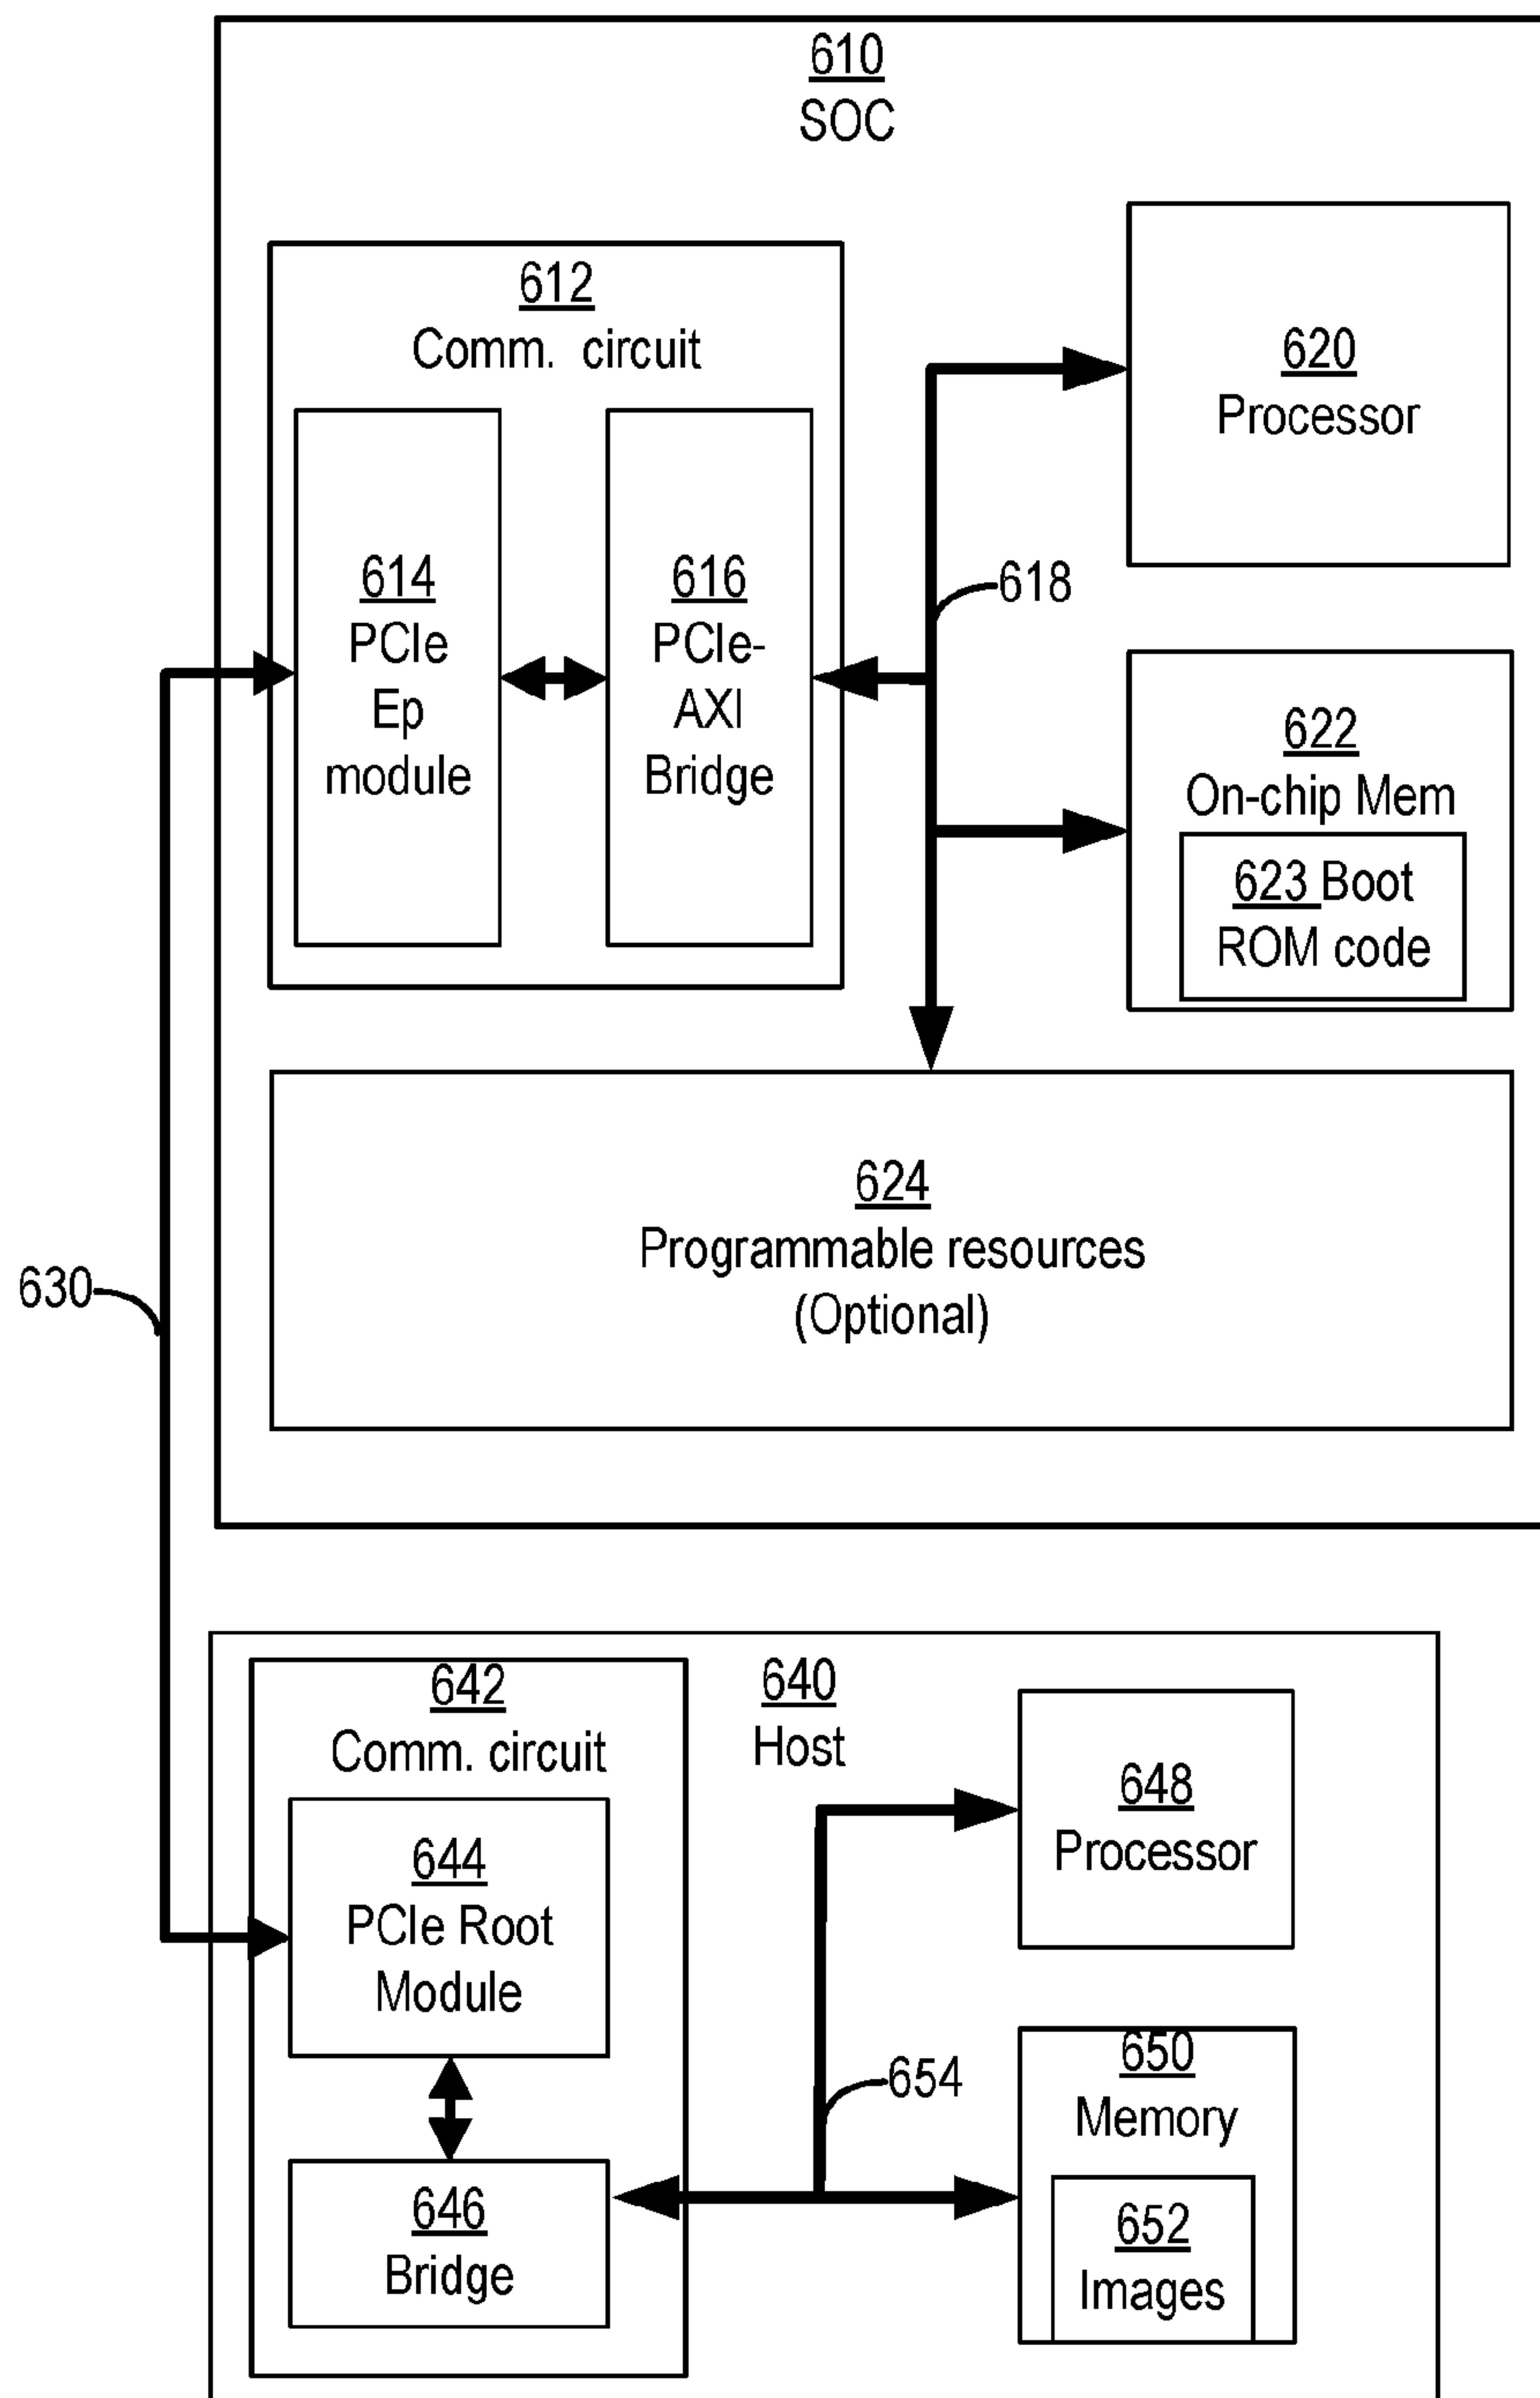 610
SOC
612
Comm. circuit
614
PCIe
Ep
module
616
PCIe-
AXI
Bridge
618
620
Processor
622
On-chip Mem
623 Boot
ROM code
624
Programmable resources
(Optional)
630
642
Comm. circuit
640
Host
644
PCIe Root
Module
646
Bridge
648
Processor
654
650
Memory
652
Images